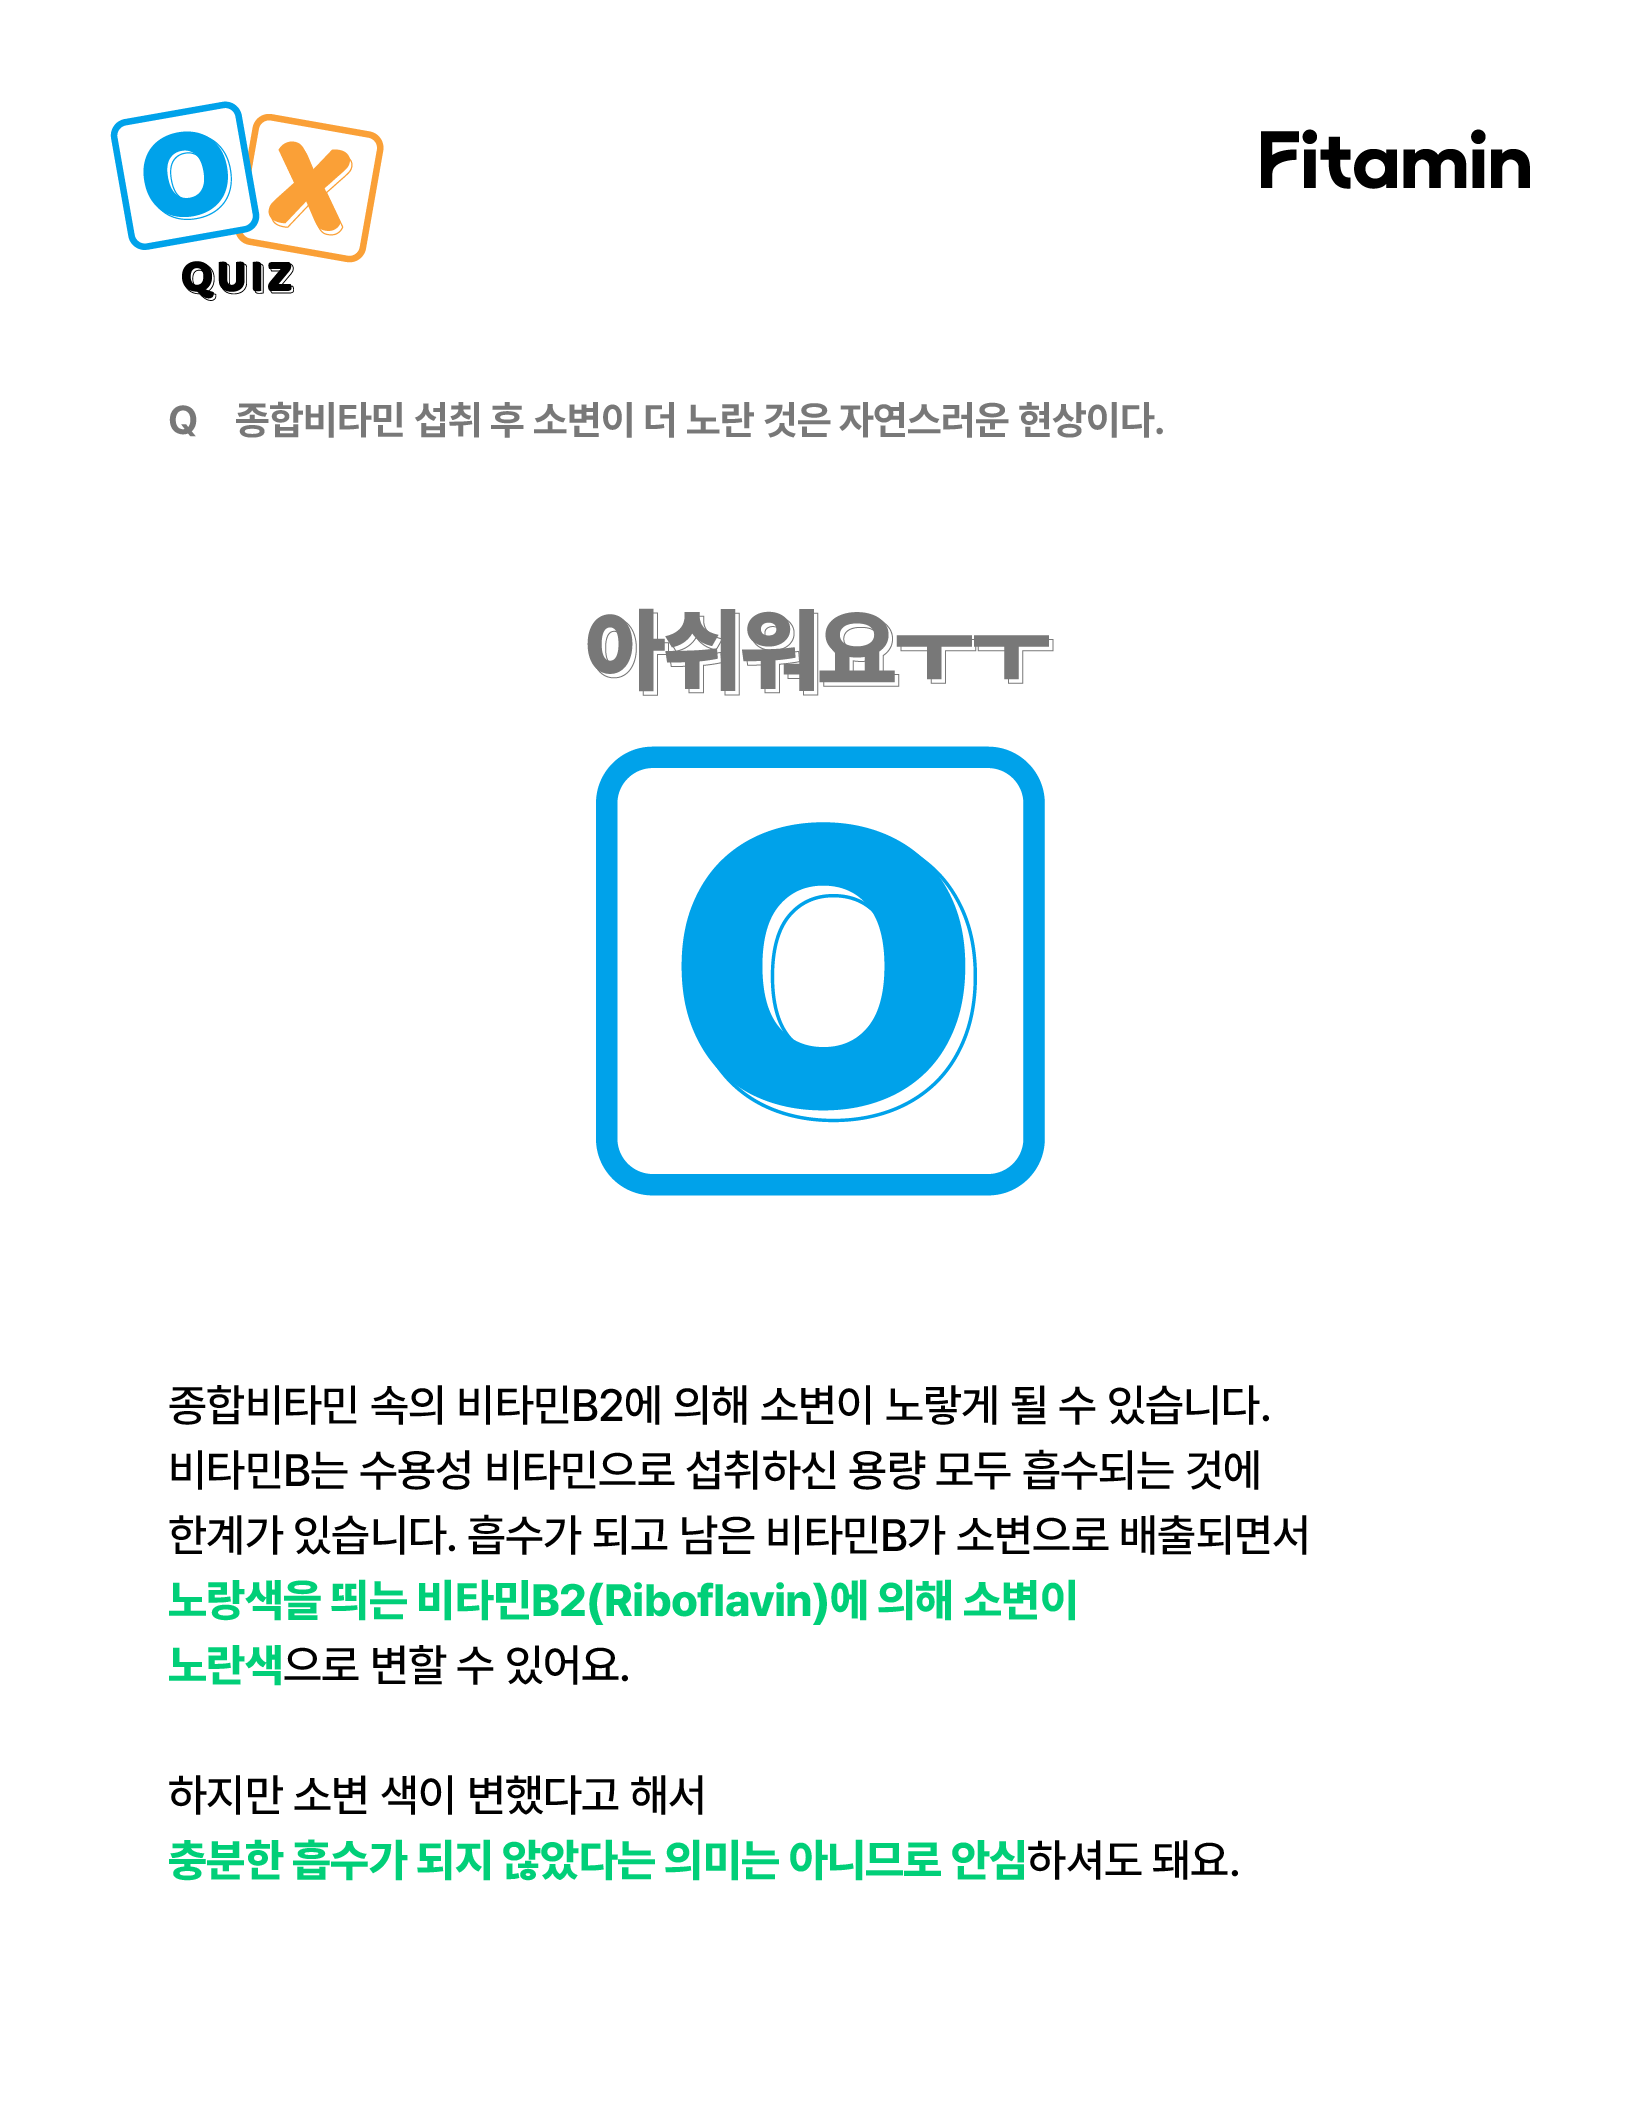 O X
QUIZ
Fitamin
Q 종합비타민 섭취 후 소변이 더 노란 것은 자연스러운 현상이다.
아쉬워요ㅜㅜ
O
종합비타민 속의 비타민B2에 의해 소변이 노랗게 될 수 있습니다.
비타민B는 수용성 비타민으로 섭취하신 용량 모두 흡수되는 것에
한계가 있습니다. 흡수가 되고 남은 비타민B가 소변으로 배출되면서
노랑색을 띄는 비타민B2(Riboflavin)에 의해 소변이
노란색으로 변할 수 있어요.
하지만 소변 색이 변했다고 해서
충분한 흡수가 되지 않았다는 의미는 아니므로 안심하셔도 돼요.